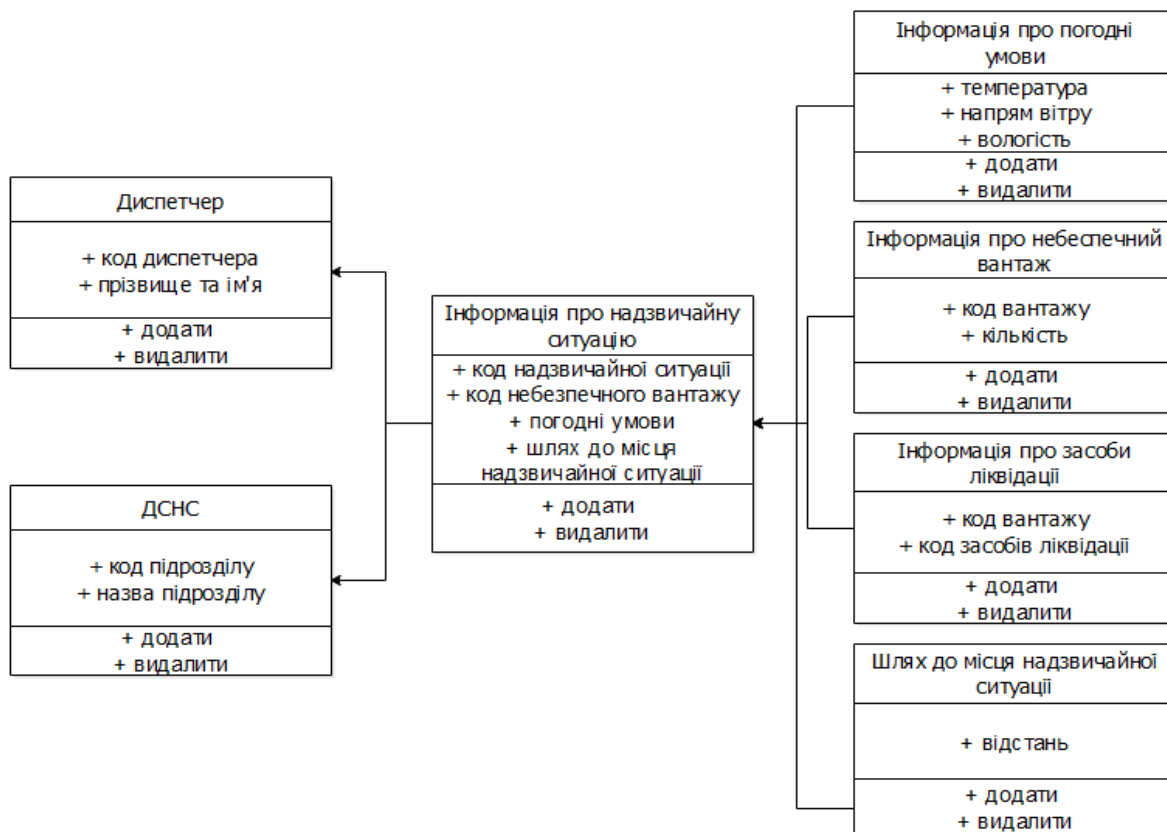 Диспетчер
+ код диспетчера
+ прізвище та ім'я
+ додати
+ видалити
ДСНС
+ код підрозділу
+ назва підрозділу
+ додати
+ видалити
Інформація про надзвичайну
ситуацію
+ код надзвичайної ситуації
+ код небезпечного вантажу
+ погодні умови
+ шлях до місця
надзвичайної ситуації
+ додати
+ видалити
Інформація про погодні
умови
+ температура
+ напрям вітру
+ вологість
+ додати
+ видалити
Інформація про небеспечний
вантаж
+ код вантажу
+ кількість
+ додати
+ видалити
Інформація про засоби
ліквідації
+ код вантажу
+ код засобів ліквідації
+ додати
+ видалити
Шлях до місця надзвичайної
ситуації
+ відстань
+ додати
+ видалити